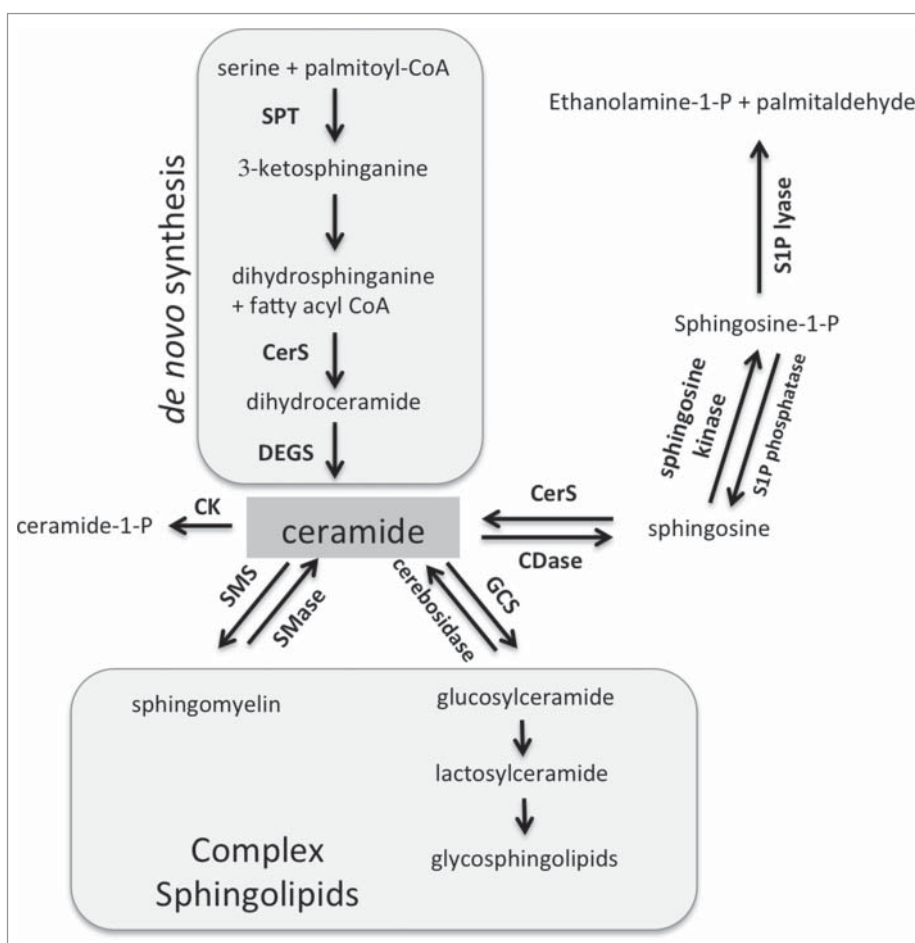 de novo synthesis
serine + palmitoyl-CoA
SPT
3-ketosphinganine
dihydrosphinganine
+ fatty acyl CoA
CerS
dihydroceramide
DEGS
Ethanolamine-1-P + palmitaldehyde
S1P lyase
Sphingosine-1-P
sphingosine
kinase
S1P phosphatase
sphingosine
CerS
CDase
ceramide
CK
ceramide-1-P
SMS
SMase
cerebosidase
GCS
sphingomyelin
glucosylceramide
lactosylceramide
glycosphingolipids
Complex
Sphingolipids